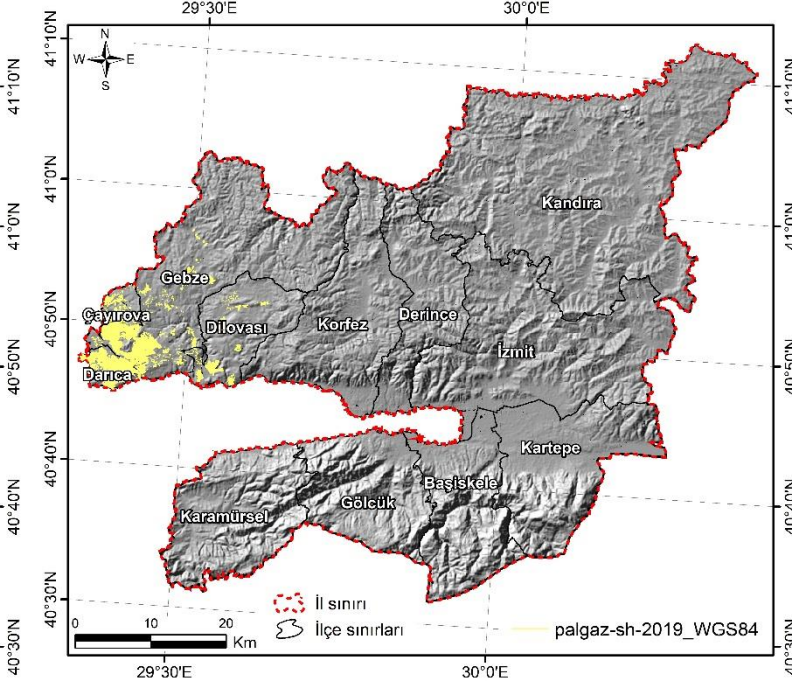 29°30'E 30°0'E
41°10'N 41°10'N
N
W E
S
Kandıra
41°0'N 41°0'N
Gebze
Çayırova
Dilovası
Körfez
Derince
40°50'N 40°50'N
İzmit
Darıca
Kartepe
40°40'N 40°40'N
Başiskele
Gölcük
Karamürsel
40°30'N 40°30'N
İl sınırı
0 10 20
Km
İlçe sınırları
palgaz-sh-2019_WGS84
29°30'E 30°0'E